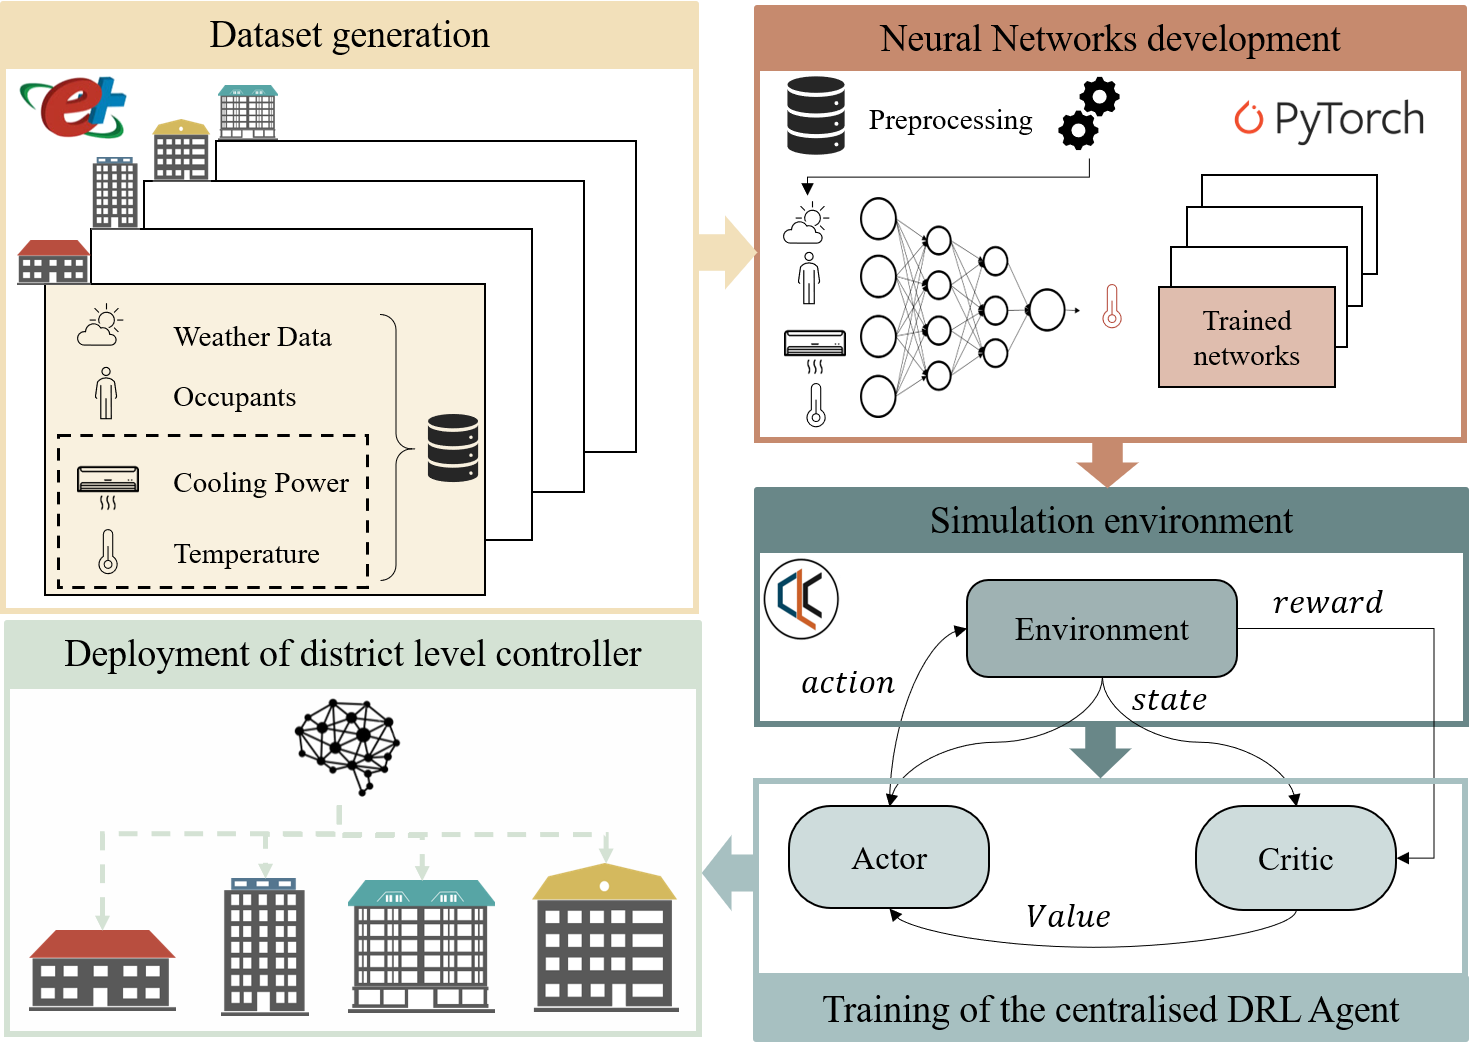 Dataset generation
Weather Data
Occupants
Cooling Power
Temperature
Neural Networks development
Preprocessing
PyTorch
Trained
networks
Simulation environment
Environment
reward
action
state
Actor
Critic
Value
Training of the centralised DRL Agent
Deployment of district level controller